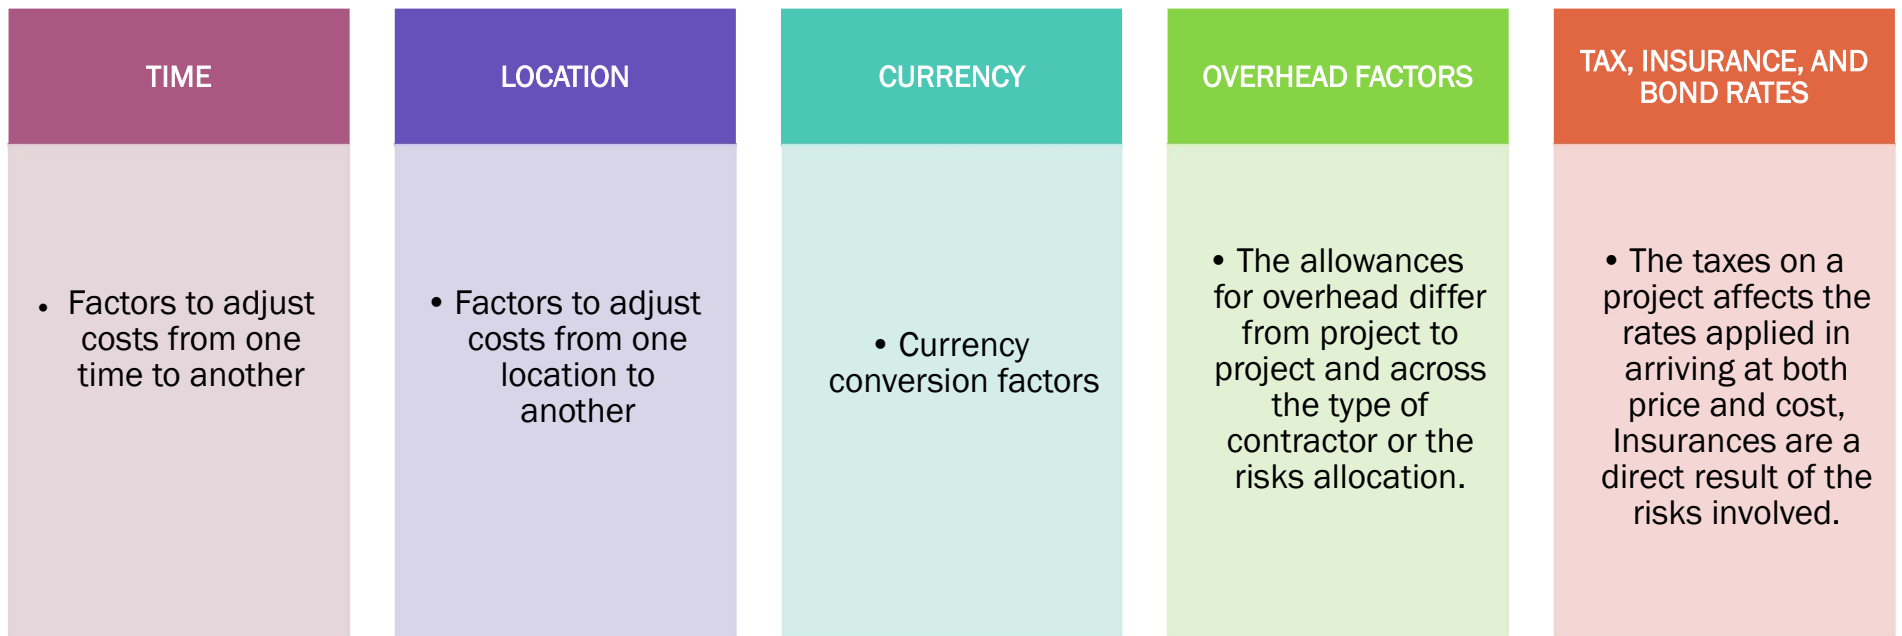 TIME
• Factors to adjust
costs from one
time to another
LOCATION
• Factors to adjust
costs from one
location to
another
CURRENCY
• Currency
conversion factors
OVERHEAD FACTORS
• The allowances
for overhead differ
from project to
project and across
the type of
contractor or the
risks allocation.
TAX, INSURANCE, AND
BOND RATES
• The taxes on a
project affects the
rates applied in
arriving at both
price and cost,
Insurances are a
direct result of the
risks involved.